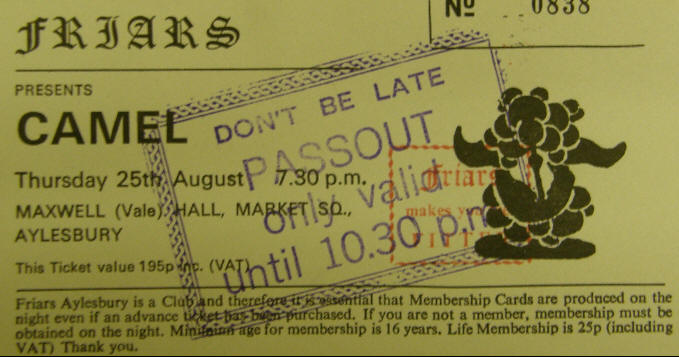 FRIARS
Nº 0838
PRESENTS
CAMEL
Thursday 25th August 7.30 p.m.
MAXWELL (Vale) HALL, MARKET SQ.,
AYLESBURY
This Ticket value 195p inc. (VAT)
DON'T BE LATE
PASSOUT
only valid
until 10.30 p.m
Friars
makes
Friars Aylesbury is a Club and therefore it is essential that Membership Cards are produced on the
night even if an advance ticket has been purchased. If you are not a member, membership must be
obtained on the night. Minimum age for membership is 16 years. Life Membership is 25p (including
VAT) Thank you.